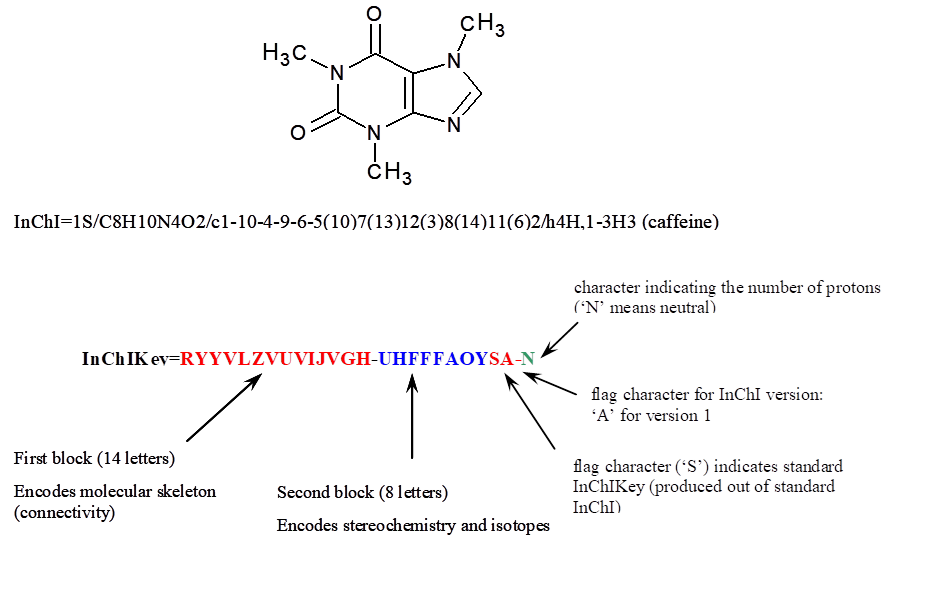 O
CH3
H3C
N
N
O
N
N
CH3
InChI=1S/C8H10N4O2/c1-10-4-9-6-5(10)7(13)12(3)8(14)11(6)2/h4H,1-3H3 (caffeine)
character indicating the number of protons
(‘N’ means neutral)
InChIKey=RYYVLZVUVIJVGH-UHFFFAOYSA-N
flag character for InChI version:
‘A’ for version 1
First block (14 letters)
Encodes molecular skeleton
(connectivity)
Second block (8 letters)
Encodes stereochemistry and isotopes
flag character (‘S’) indicates standard
InChIKey (produced out of standard
InChI)